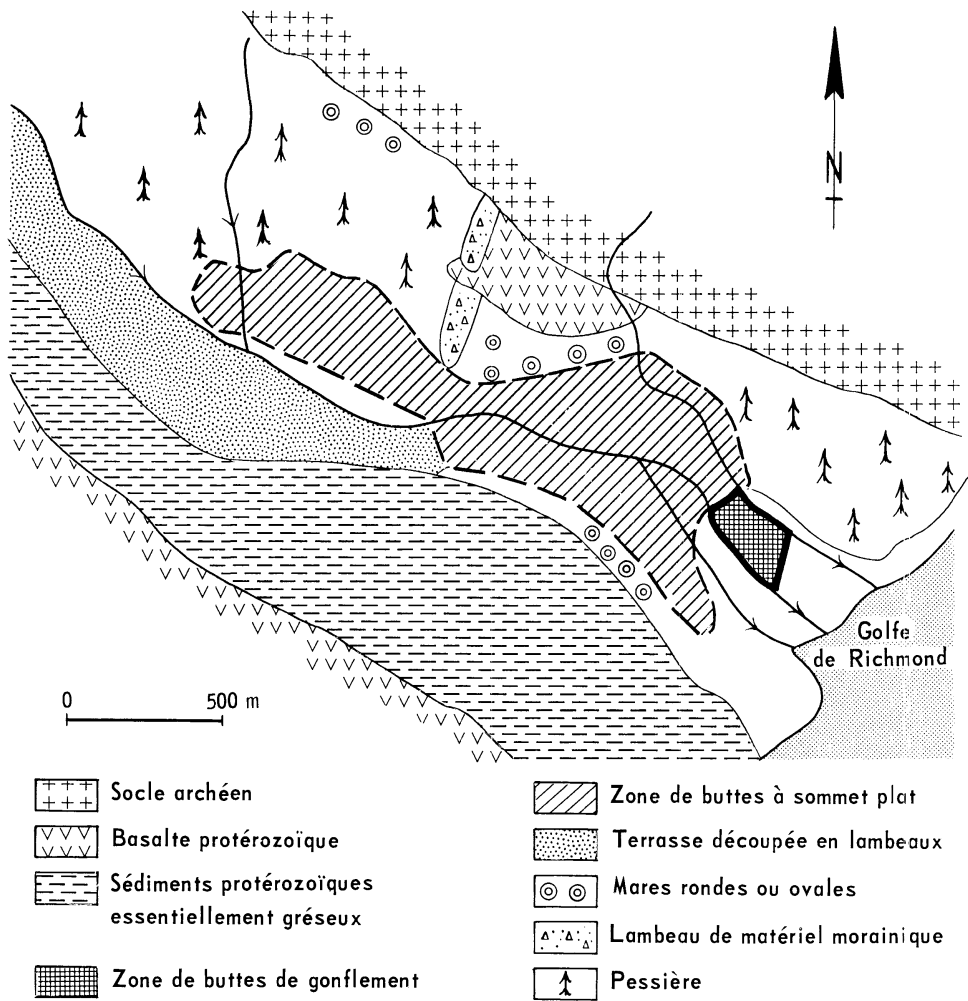 N
Golfe
de Richmond
0 500 m
Socle archéen
Basalte protérozoïque
Sédiments protérozoïques
essentiellement gréseux
Zone de buttes de gonflement
Zone de buttes à sommet plat
Terrasse découpée en lambeaux
Mares rondes ou ovales
Lambeau de matériel morainique
Pessière